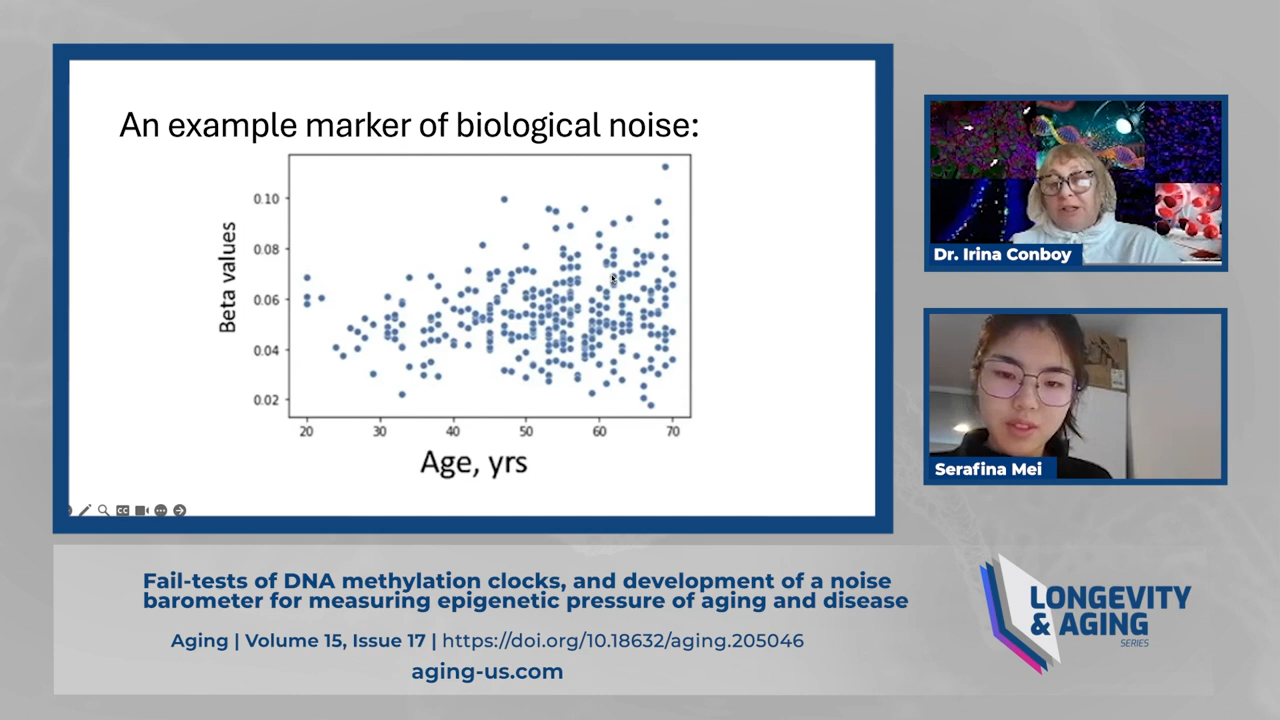 An example marker of biological noise:
0.10
0.08
0.06
0.04
0.02
Beta values
20 30 40 50 60 70
Age, yrs
CC
Dr. Irina Conboy
Serafina Mei
Fail-tests of DNA methylation clocks, and development of a noise
barometer for measuring epigenetic pressure of aging and disease
Aging | Volume 15, Issue 17 | https://doi.org/10.18632/aging.205046
aging-us.com
LONGEVITY
& AGING
SERIES